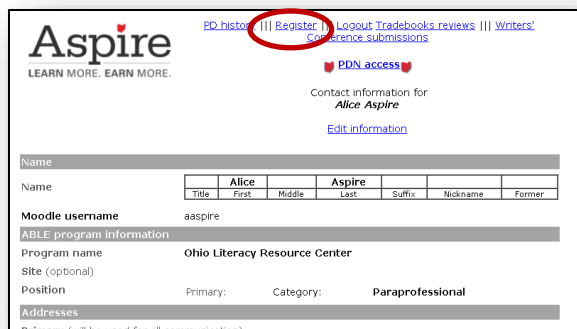 Aspire
LEARN MORE. EARN MORE.
PD history ||| Register ||| Logout Tradebooks reviews ||| Writers'
Conference submissions
PDN access
Contact information for
Alice Aspire
Edit information
Name
Name
Alice Aspire
Title First Middle Last Suffix Nickname Former
Moodle username aaspire
ABLE program information
Program name Ohio Literacy Resource Center
Site (optional)
Position Primary: Category: Paraprofessional
Addresses